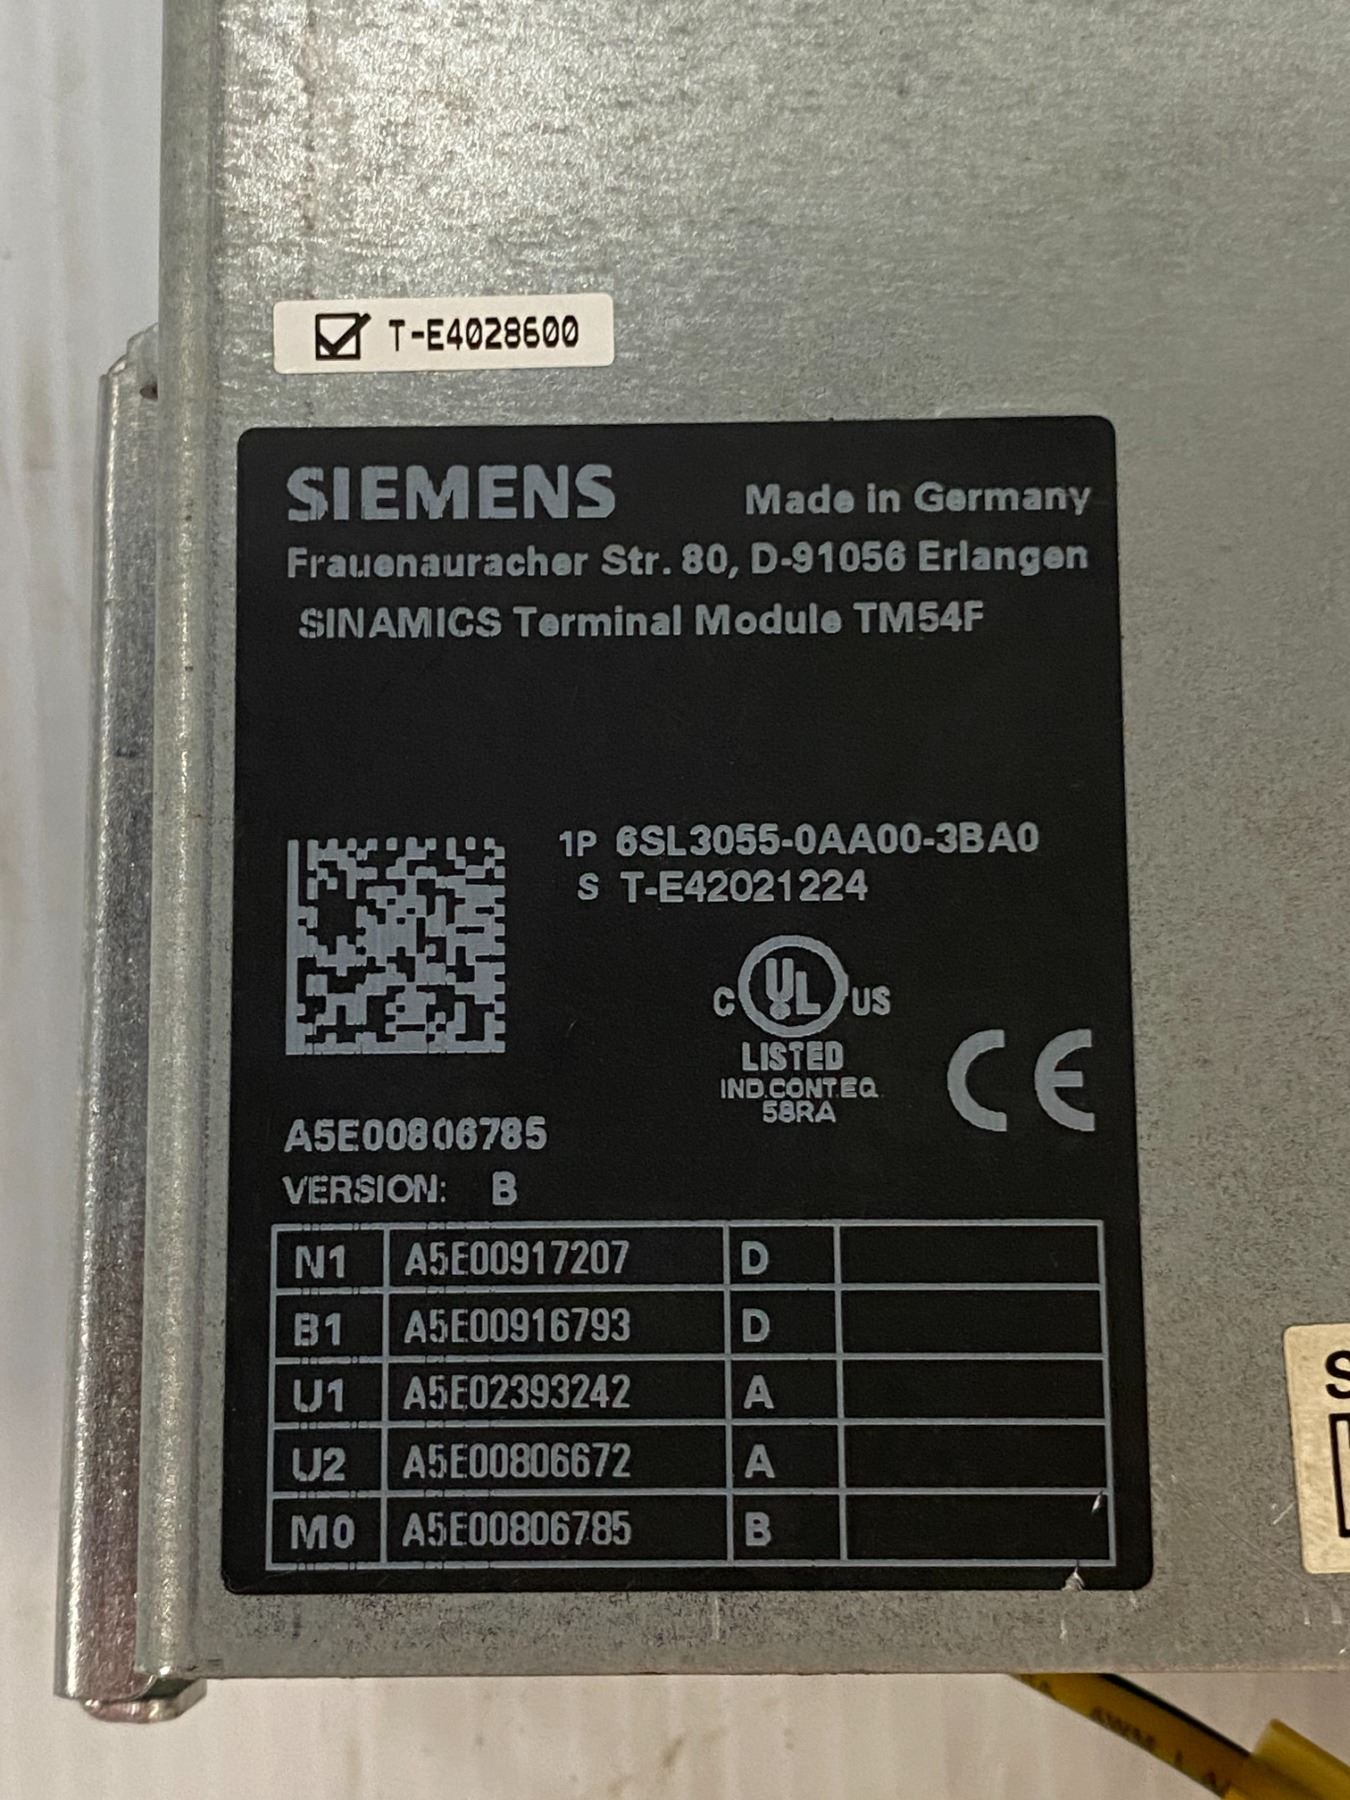 T-E4028600
SIEMENS Made in Germany
Frauenauracher Str. 80, D-91056 Erlangen
SINAMICS Terminal Module TM54F
1P 6SL3055-0AA00-3BA0
S T-E42021224
C UL US
LISTED
IND.CONT.EQ.
58RA
CE
A5E00806785
VERSION: B
N1 A5E00917207 D
B1 A5E00916793 D
U1 A5E02393242 A
U2 A5E00806672 A
M0 A5E00806785 B